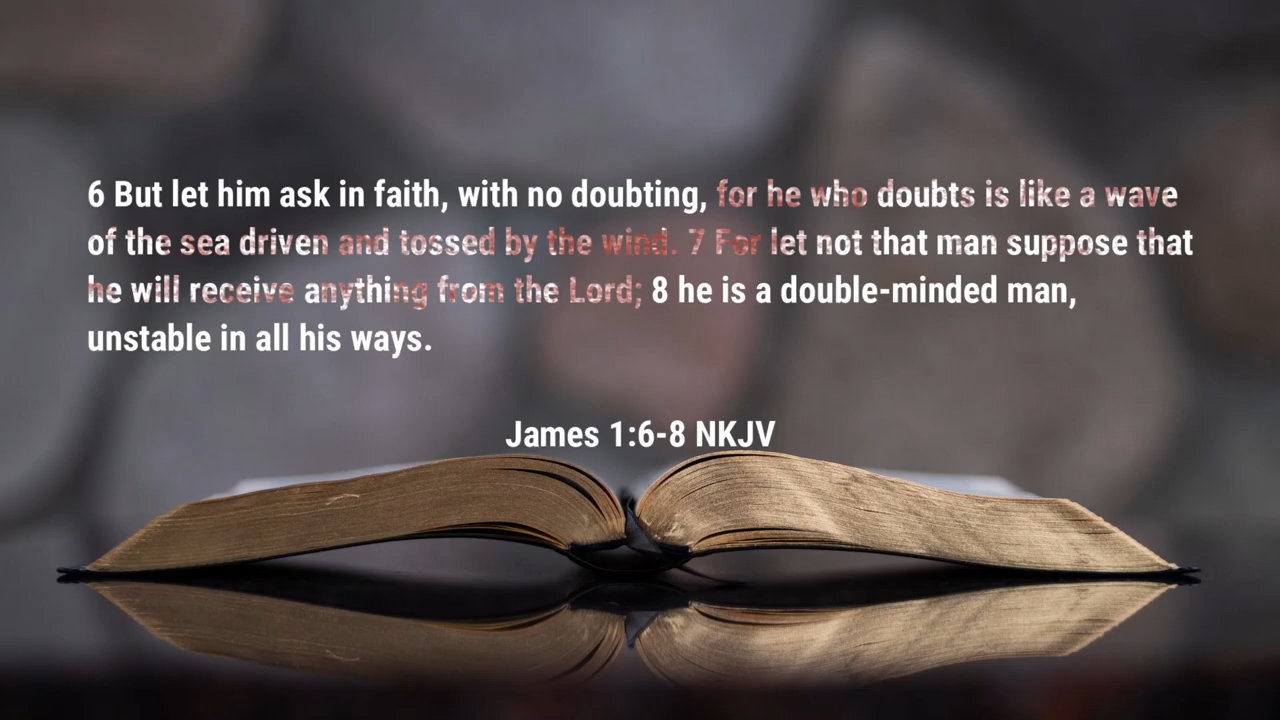 6 But let him ask in faith, with no doubting, for he who doubts is like a wave
of the sea driven and tossed by the wind. 7 For let not that man suppose that
he will receive anything from the Lord; 8 he is a double-minded man,
unstable in all his ways.
James 1:6-8 NKJV